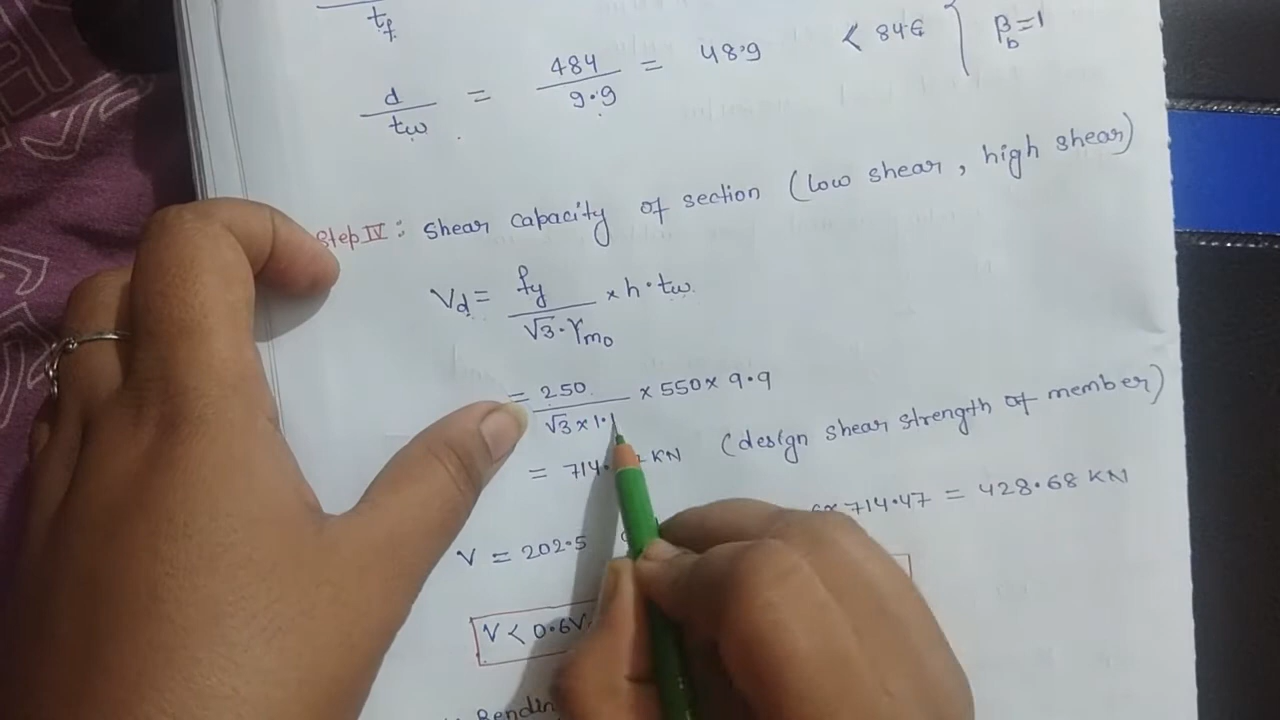 tf
d/tw = 484/9.9 = 48.9 < 84ε } βb=1
Step IV: Shear capacity of section (low shear, high shear)
Vd = fy/√3·γm0 × h·tw
= 250/√3×1.1 × 550 × 9.9
= 714. KN (design shear strength of member)
V = 202.5 ×714.47 = 428.68 KN
V < 0.6V
Bendin